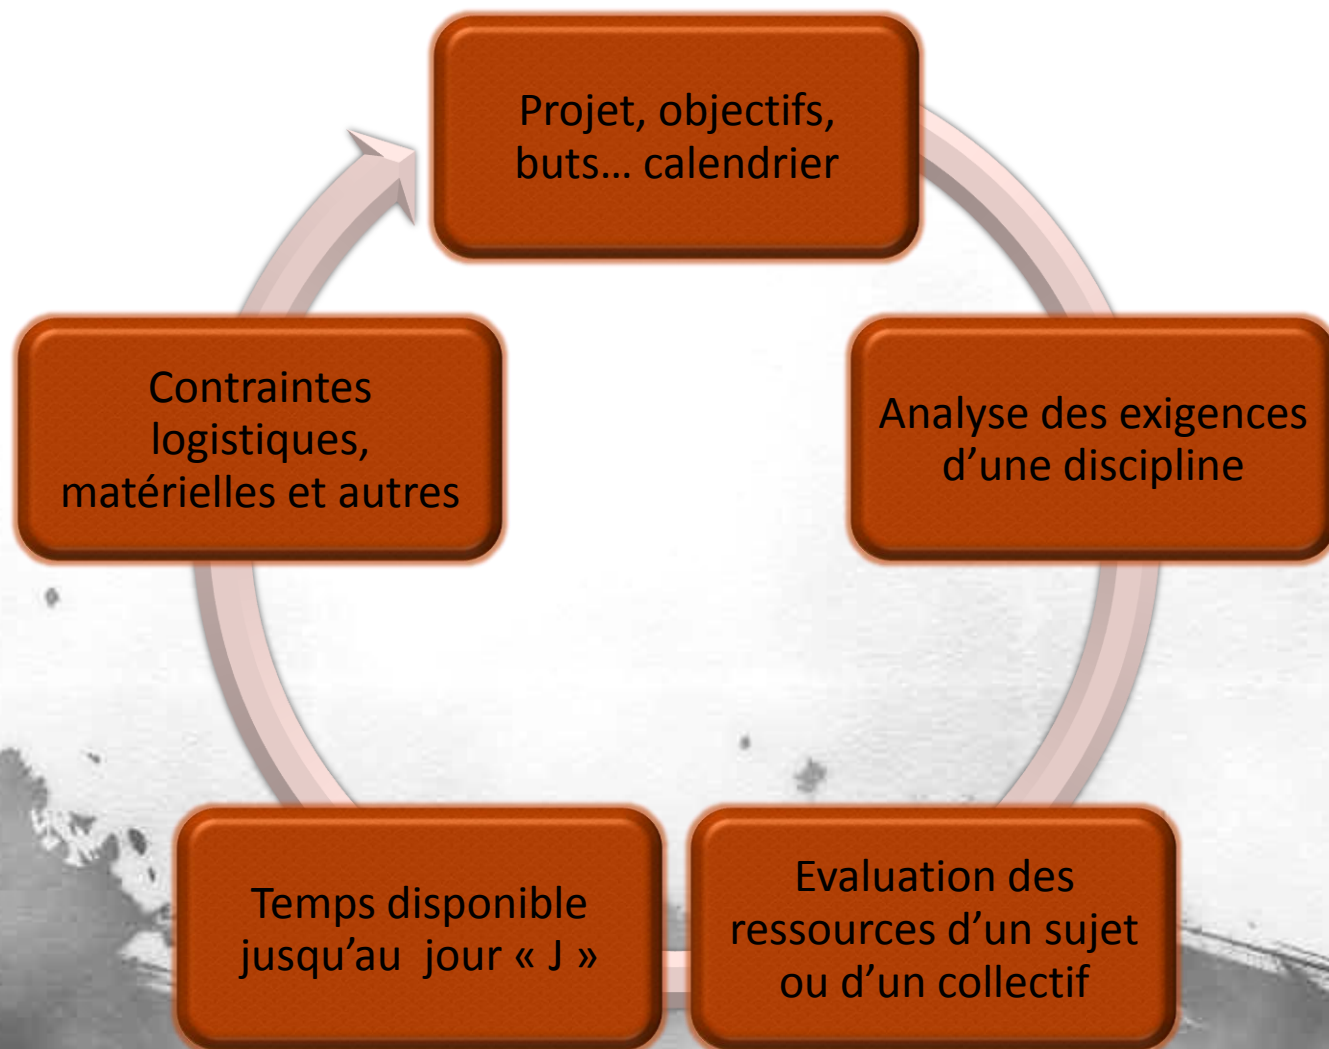 Projet, objectifs,
buts… calendrier
Analyse des exigences
d’une discipline
Evaluation des
ressources d’un sujet
ou d’un collectif
Temps disponible
jusqu’au  jour « J »
Contraintes
logistiques,
matérielles et autres